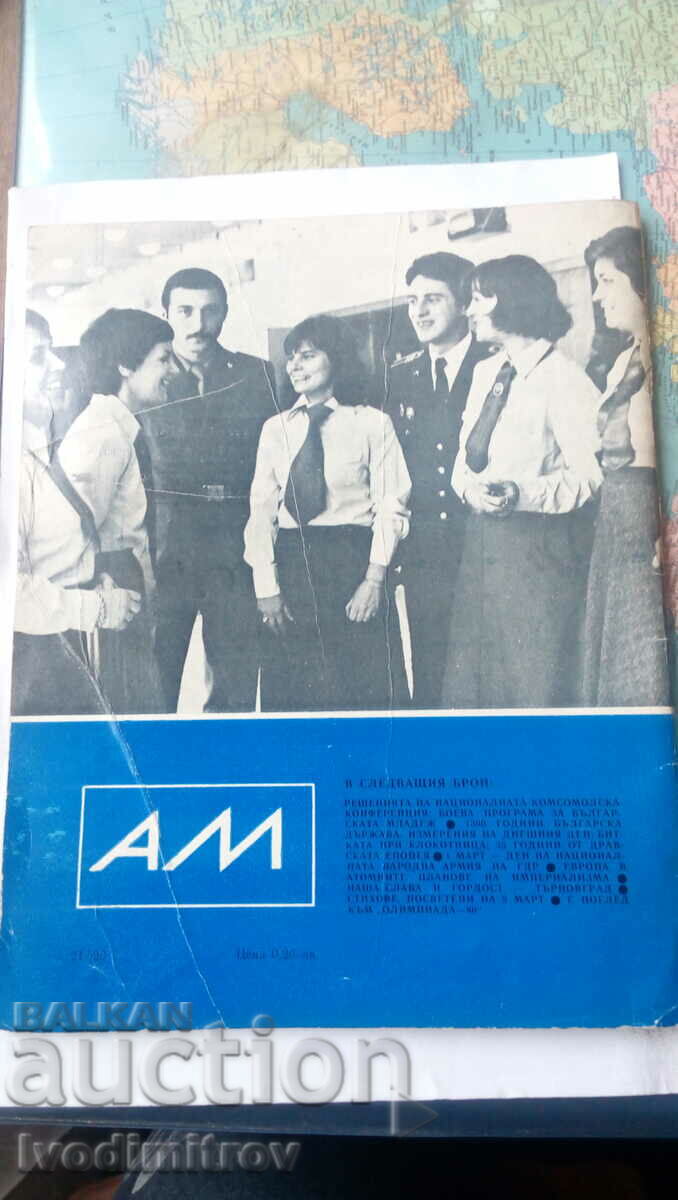 АМ
В СЛЕДВАЩИЯ БРОЙ:
РЕШЕНИЯТА НА НАЦИОНАЛНАТА КОМСОМОЛСКА
КОНФЕРЕНЦИЯ: БОЕВА ПРОГРАМА ЗА БЪЛГАР-
СКАТА МЛАДЕЖ ● 1300 ГОДИНИ БЪЛГАРСКА
ДЪРЖАВА: ИЗМЕРЕНИЯ НА ДНЕШНИЯ ДЕН БИТ-
КАТА ПРИ КЛОКОТНИЦА; 35 ГОДИНИ ОТ ДРАВ-
СКАТА ЕПОПЕЯ ● 1 МАРТ — ДЕН НА НАЦИОНАЛ-
НАТА НАРОДНА АРМИЯ НА ГДР ● ЕВРОПА В
АТОМНИТЕ ПЛАНОВЕ НА ИМПЕРИАЛИЗМА ●
НАША СЛАВА И ГОРДОСТ — ТЪРНОВГРАД ●
СТИХОВЕ, ПОСВЕТЕНИ НА 8 МАРТ ● С ПОГЛЕД
КЪМ „ОЛИМПИАДА—80“
Цена 0,20 лв.
BALKAN
auction
Ivodimitrov